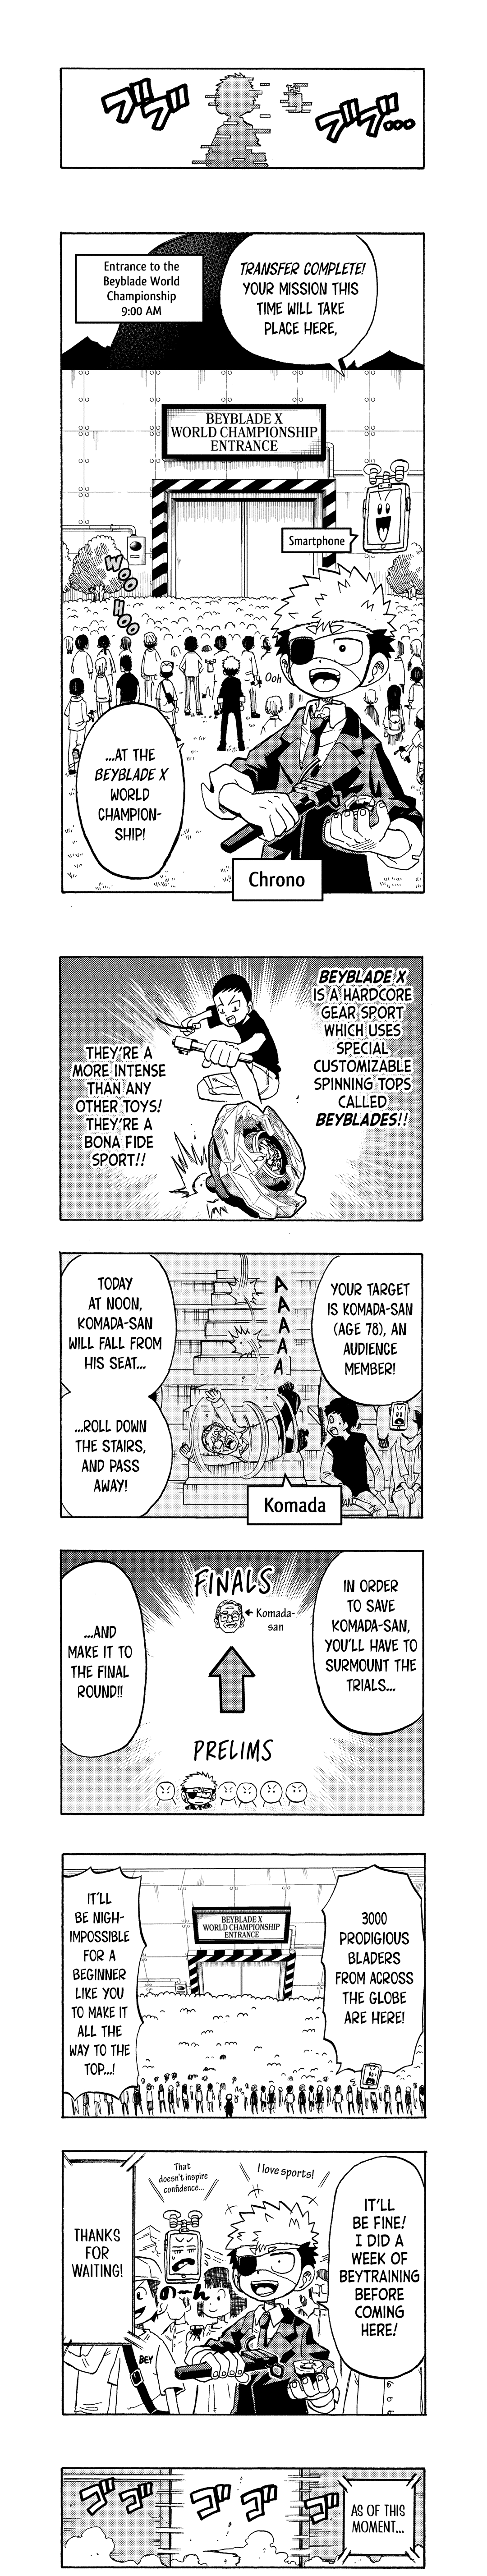 ブブブ
ブブ...
Entrance to the
Beyblade World
Championship
9:00 AM
TRANSFER COMPLETE!
YOUR MISSION THIS
TIME WILL TAKE
PLACE HERE,
BEYBLADE X
WORLD CHAMPIONSHIP
ENTRANCE
Smartphone
WOO
HOO
Ooh
...AT THE
BEYBLADE X
WORLD
CHAMPION-
SHIP!
Chrono
BEYBLADE X
IS A HARDCORE
GEAR SPORT
WHICH USES
SPECIAL
CUSTOMIZABLE
SPINNING TOPS
CALLED
BEYBLADES!!
THEY'RE A
MORE INTENSE
THAN ANY
OTHER TOYS!
THEY'RE A
BONA FIDE
SPORT!!
YOUR TARGET
IS KOMADA-SAN
(AGE 78), AN
AUDIENCE
MEMBER!
AAAAA
TODAY
AT NOON,
KOMADA-SAN
WILL FALL FROM
HIS SEAT...
...ROLL DOWN
THE STAIRS,
AND PASS
AWAY!
Komada
IN ORDER
TO SAVE
KOMADA-SAN,
YOU'LL HAVE TO
SURMOUNT THE
TRIALS...
FINALS
Komada-
san
PRELIMS
...AND
MAKE IT TO
THE FINAL
ROUND!!
3000
PRODIGIOUS
BLADERS
FROM ACROSS
THE GLOBE
ARE HERE!
BEYBLADE X
WORLD CHAMPIONSHIP
ENTRANCE
IT'LL
BE NIGH-
IMPOSSIBLE
FOR A
BEGINNER
LIKE YOU
TO MAKE IT
ALL THE
WAY TO THE
TOP...!
IT'LL
BE FINE!
I DID A
WEEK OF
BEYTRAINING
BEFORE
COMING
HERE!
I love sports!
That
doesn't inspire
confidence...
の〜ん
BEY
THANKS
FOR
WAITING!
AS OF THIS
MOMENT...
ゴゴ
ゴゴ
ゴ